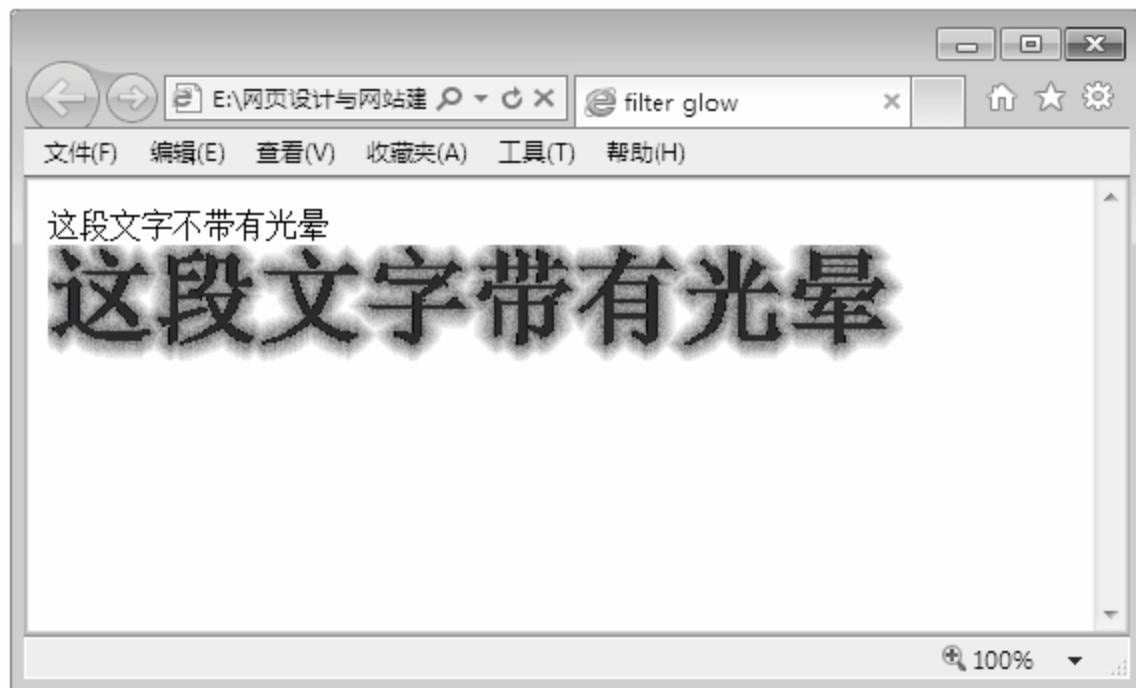 E:\网页设计与网站建
filter glow
文件(F) 编辑(E) 查看(V) 收藏夹(A) 工具(T) 帮助(H)
这段文字不带有光晕
这段文字带有光晕
100%